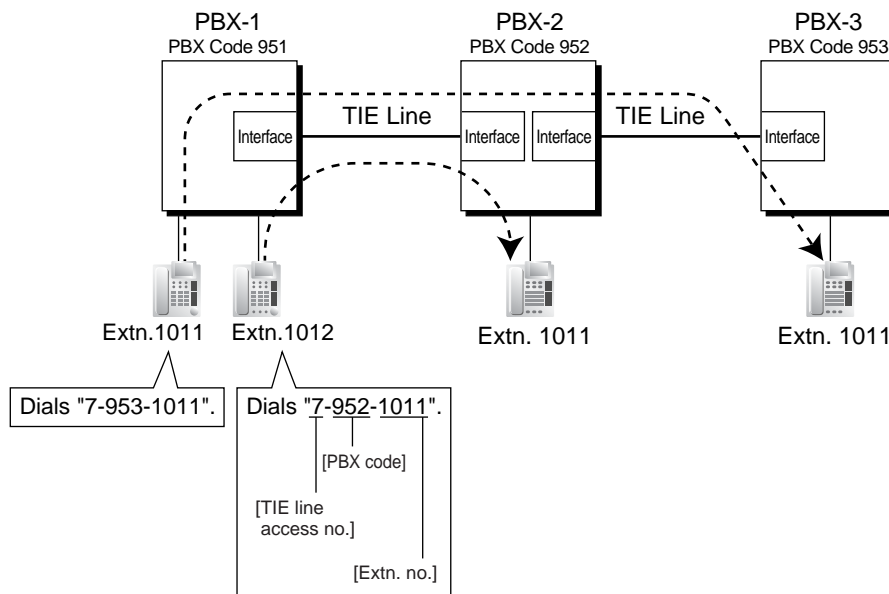 PBX-1
PBX Code 951
PBX-2
PBX Code 952
PBX-3
PBX Code 953
TIE Line
TIE Line
Interface
Interface
Interface
Interface
Extn.1011
Extn.1012
Extn. 1011
Extn. 1011
Dials "7-953-1011".
Dials "7-952-1011".
[PBX code]
[TIE line
access no.]
[Extn. no.]